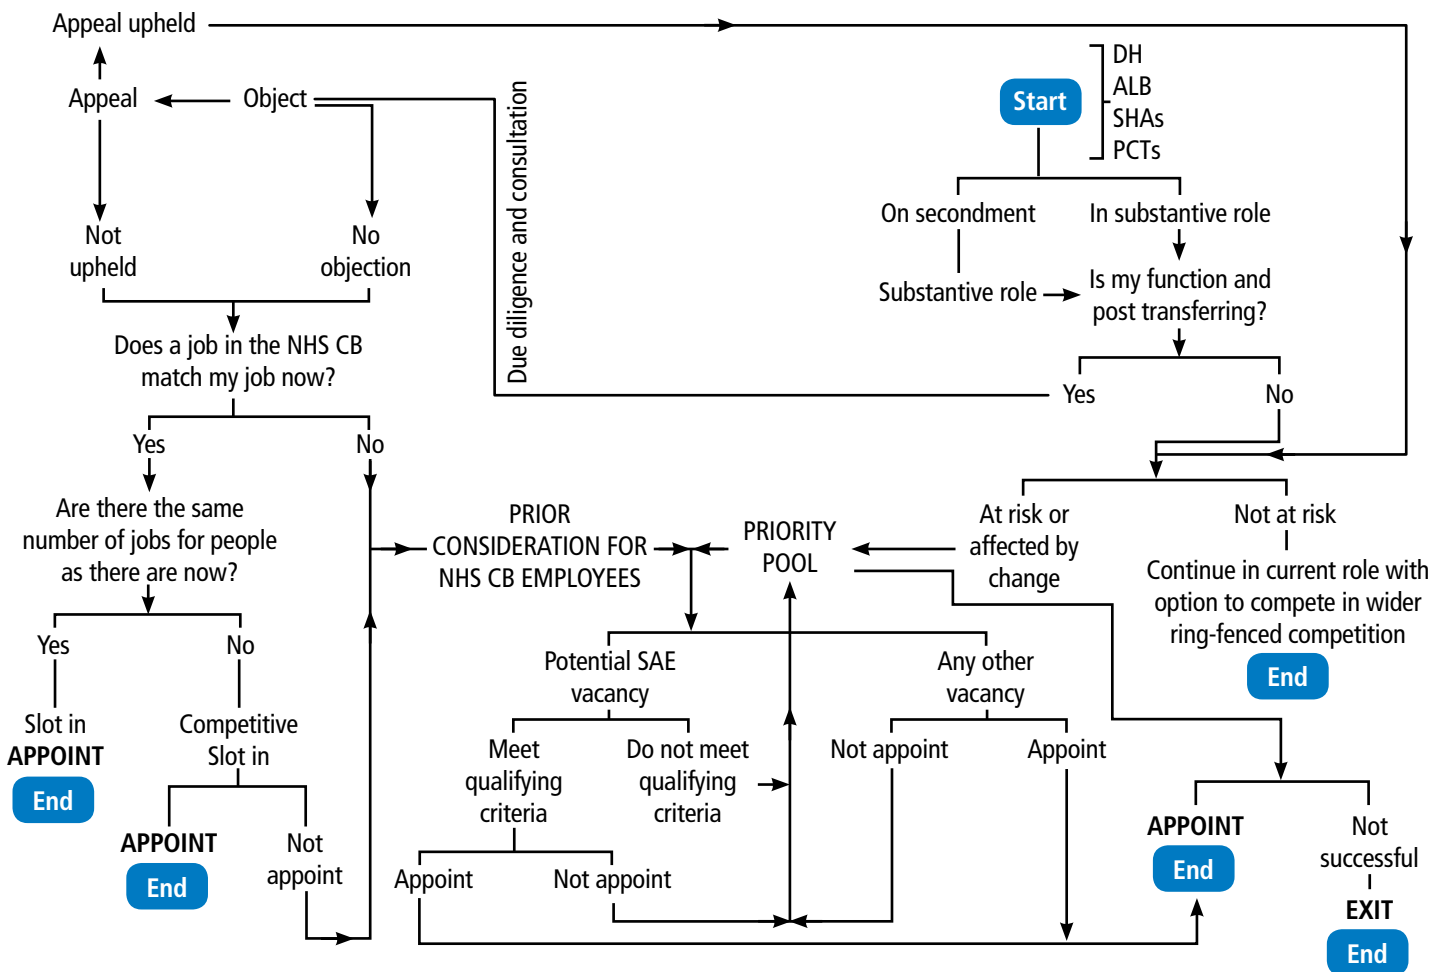 Appeal upheld
Appeal
Object
Not
upheld
No
objection
Due diligence and consultation
Start
DH
ALB
SHAs
PCTs
On secondment
In substantive role
Substantive role
Is my function and
post transferring?
Yes
No
Does a job in the NHS CB
match my job now?
Yes
No
Are there the same
number of jobs for people
as there are now?
Yes
No
Slot in
APPOINT
End
Competitive
Slot in
APPOINT
End
Not
appoint
PRIOR
CONSIDERATION FOR
NHS CB EMPLOYEES
PRIORITY
POOL
At risk or
affected by
change
Not at risk
Continue in current role with
option to compete in wider
ring-fenced competition
End
Potential SAE
vacancy
Any other
vacancy
Meet
qualifying
criteria
Do not meet
qualifying
criteria
Not appoint
Appoint
Appoint
Not appoint
APPOINT
End
Not
successful
EXIT
End